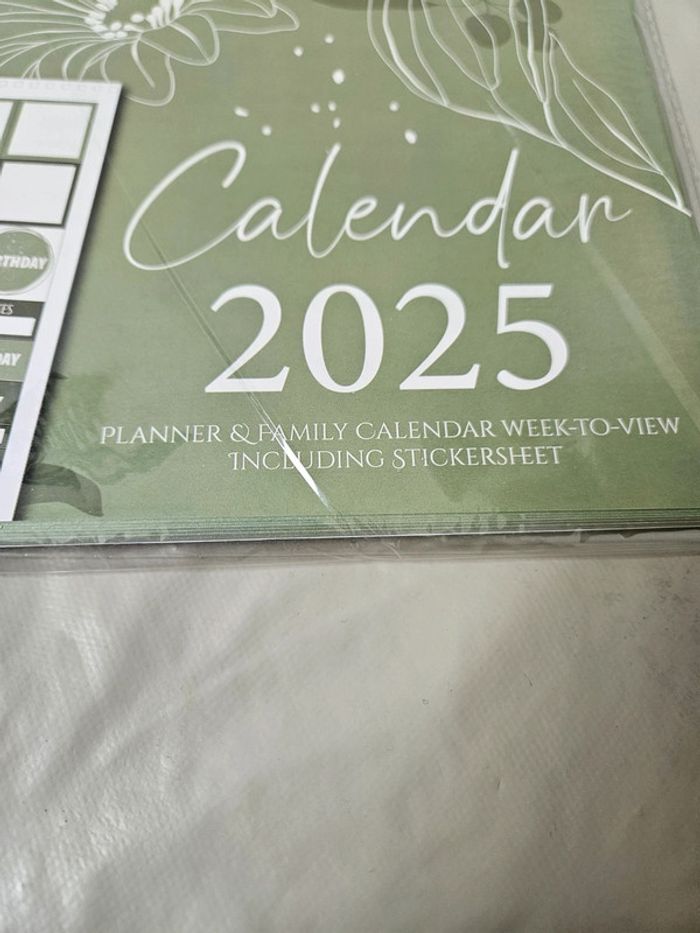 Calendar
2025
PLANNER & FAMILY CALENDAR WEEK-TO-VIEW
INCLUDING STICKERSHEET